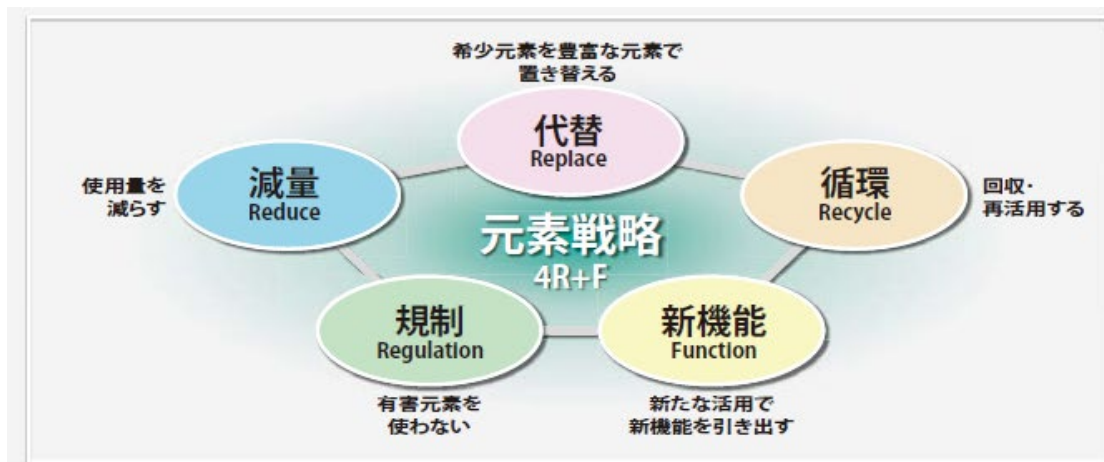 希少元素を豊富な元素で
置き替える
代替
Replace
使用量を
減らす
減量
Reduce
循環
Recycle
回収・
再活用する
元素戦略
4R+F
規制
Regulation
有害元素を
使わない
新機能
Function
新たな活用で
新機能を引き出す